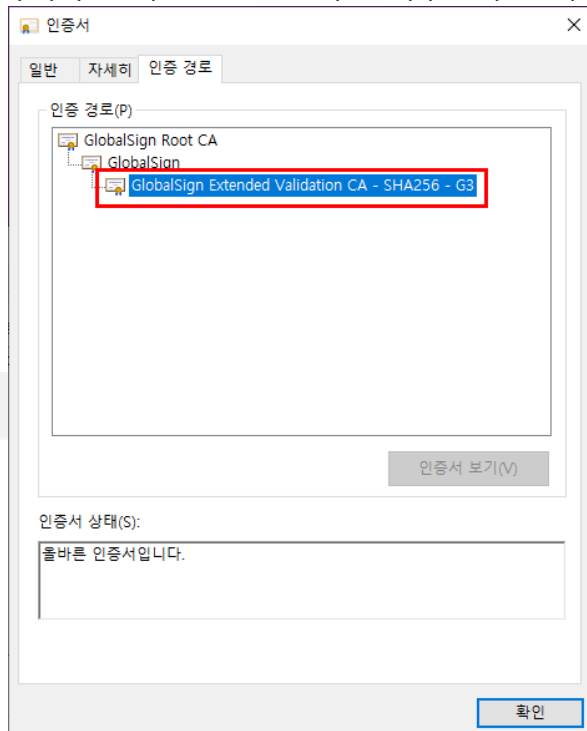 인증서
일반 자세히 인증 경로
인증 경로(P)
GlobalSign Root CA
GlobalSign
GlobalSign Extended Validation CA - SHA256 - G3
인증서 보기(V)
인증서 상태(S):
올바른 인증서입니다.
확인